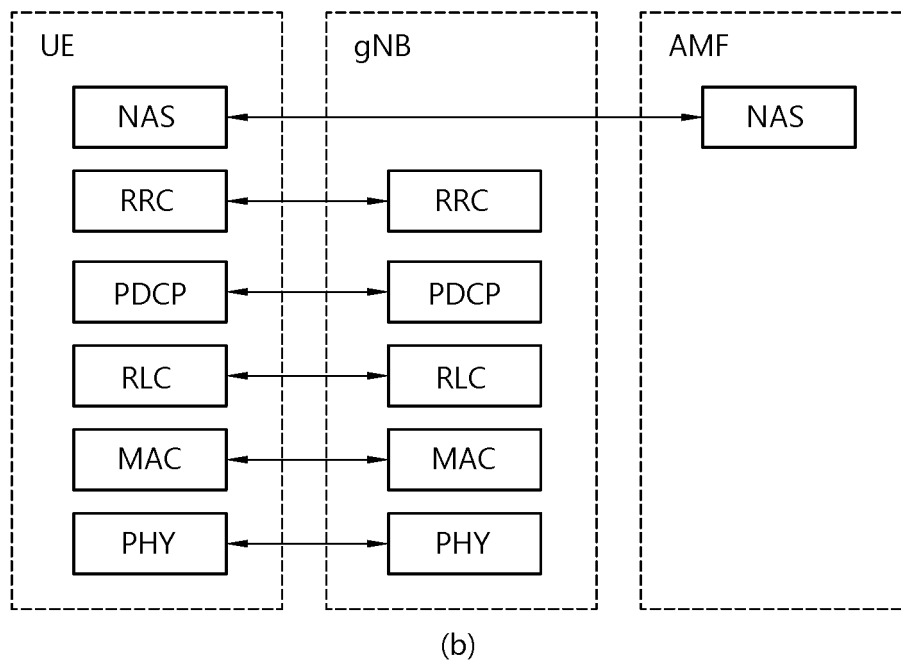 UE gNB AMF
NAS NAS
RRC RRC
PDCP PDCP
RLC RLC
MAC MAC
PHY PHY
(b)